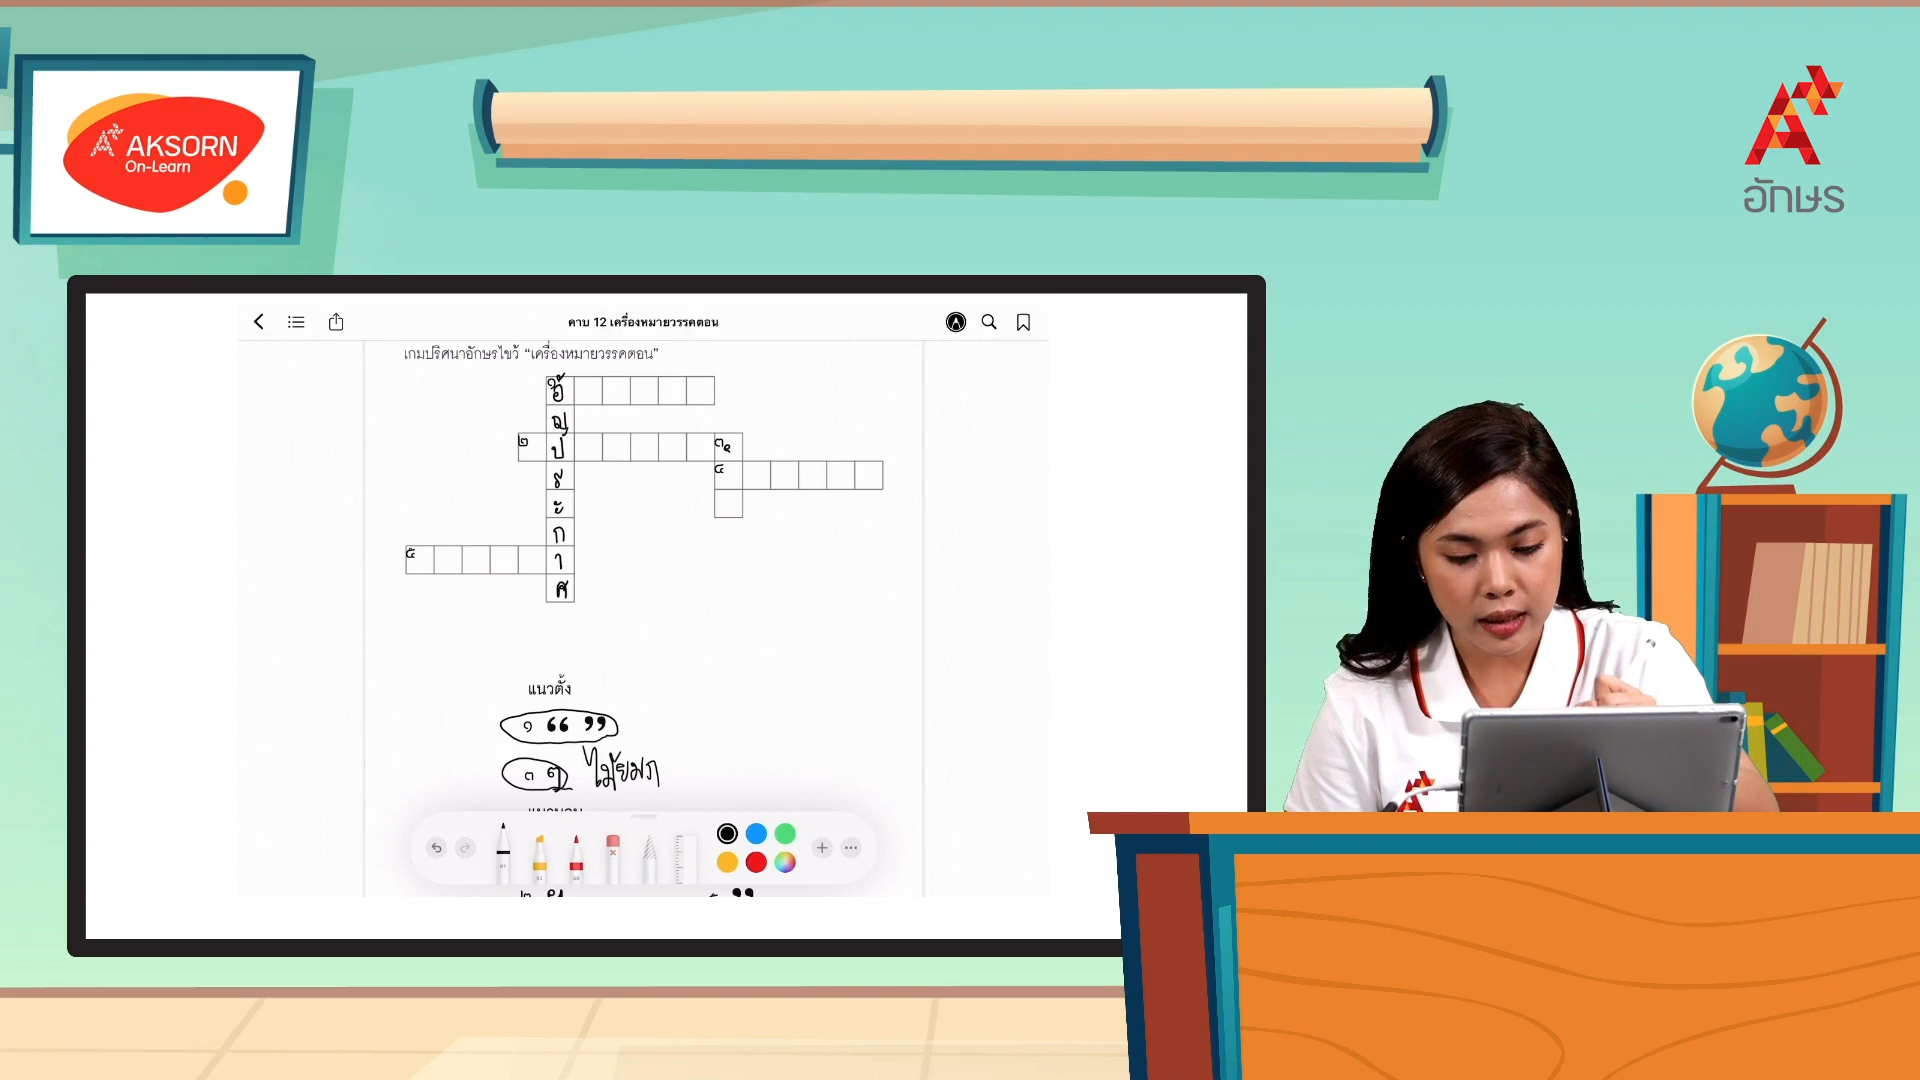 AKSORN
On-Learn
อักษร
คาบ 12 เครื่องหมายวรรคตอน
เกมปริศนาอักษรไขว้ “เครื่องหมายวรรคตอน”
๑ อั
ญ
๒ ป ๓
ร ๔
ะ
ก
๕ า
ศ
แนวตั้ง
๑ “ ”
๓ ๆ ไม้ยมก